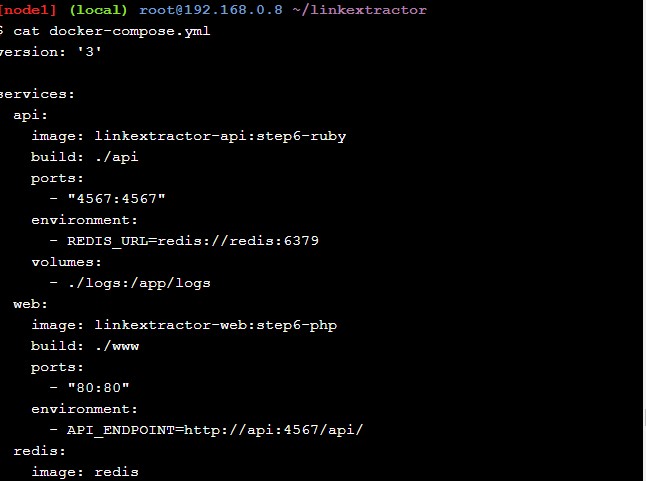 [node1] (local) root@192.168.0.8 ~/linkextractor
$ cat docker-compose.yml
version: '3'
services:
  api:
    image: linkextractor-api:step6-ruby
    build: ./api
    ports:
      - "4567:4567"
    environment:
      - REDIS_URL=redis://redis:6379
    volumes:
      - ./logs:/app/logs
  web:
    image: linkextractor-web:step6-php
    build: ./www
    ports:
      - "80:80"
    environment:
      - API_ENDPOINT=http://api:4567/api/
  redis:
    image: redis